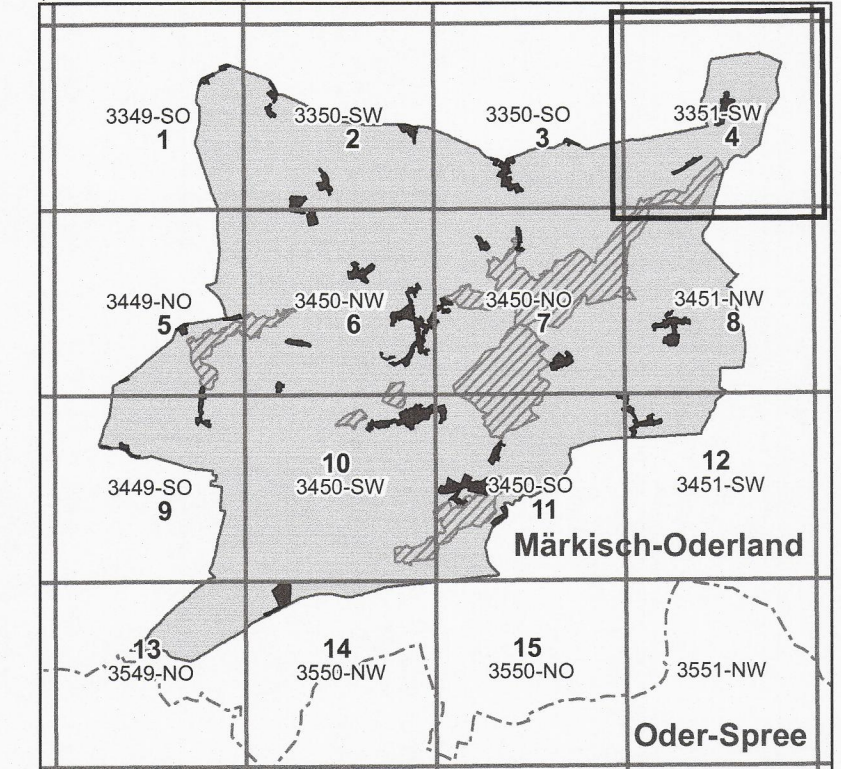 3349-SO
1
3350-SW
2
3350-SO
3
3351-SW
4
3449-NO
5
3450-NW
6
3450-NO
7
3451-NW
8
3449-SO
9
10
3450-SW
3450-SO
11
12
3451-SW
Märkisch-Oderland
13
3549-NO
14
3550-NW
15
3550-NO
3551-NW
Oder-Spree